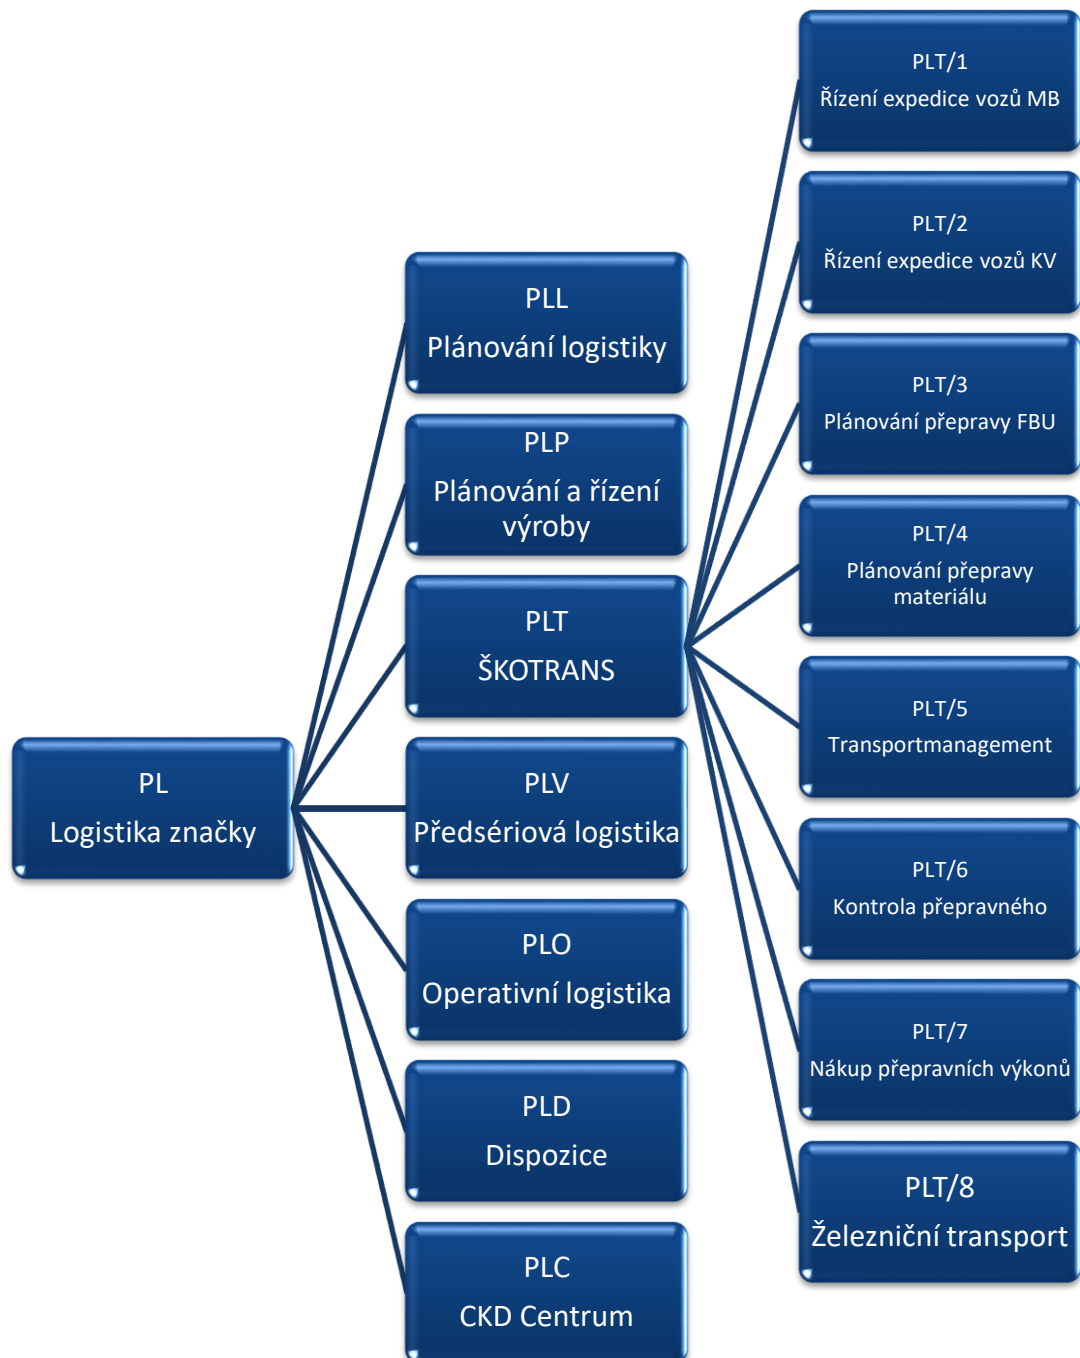 PL
Logistika značky
PLL
Plánování logistiky
PLP
Plánování a řízení
výroby
PLT
ŠKOTRANS
PLV
Předsériová logistika
PLO
Operativní logistika
PLD
Dispozice
PLC
CKD Centrum
PLT/1
Řízení expedice vozů MB
PLT/2
Řízení expedice vozů KV
PLT/3
Plánování přepravy FBU
PLT/4
Plánování přepravy
materiálu
PLT/5
Transportmanagement
PLT/6
Kontrola přepravného
PLT/7
Nákup přepravních výkonů
PLT/8
Železniční transport